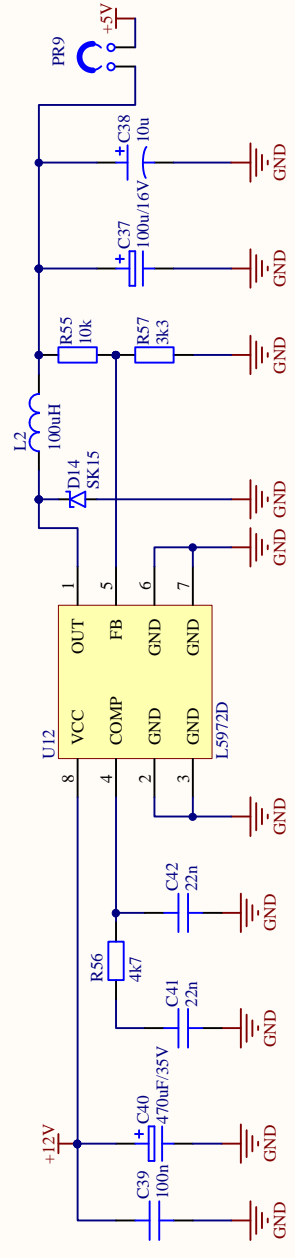 +12V
C39
100n
GND
C40
470uF/35V
GND
C41
22n
GND
R56
4k7
C42
22n
GND
GND
U12
8
VCC
OUT
1
4
COMP
FB
5
2
GND
GND
6
3
GND
GND
7
L5972D
GND
D14
SK15
GND
L2
100uH
R55
10k
R57
3k3
GND
C37
100u/16V
GND
C38
10u
GND
PR9
+5V